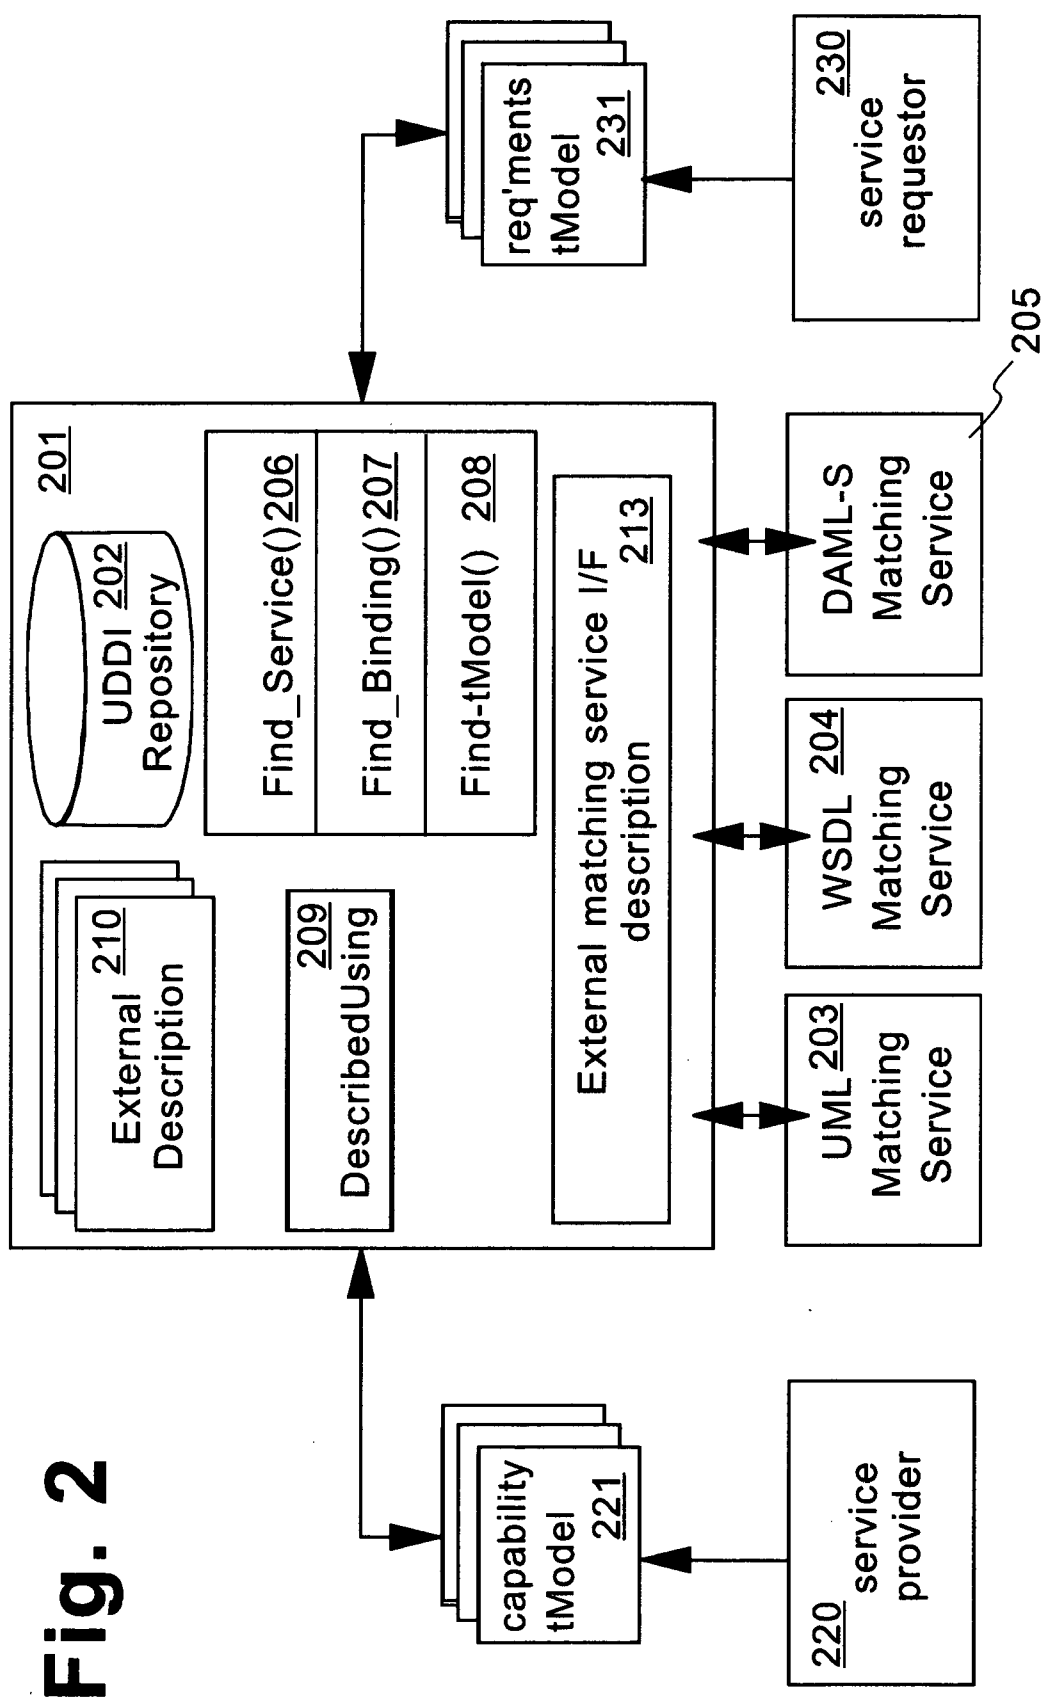 Fig. 2
201
External
210
Description
UDDI 202
Repository
209
DescribedUsing
Find_Service()206
Find_Binding()207
Find-tModel() 208
External matching service I/F
213
description
capability
tModel
221
req'ments
tModel
231
220
service
provider
UML 203
Matching
Service
WSDL 204
Matching
Service
DAML-S
Matching
Service
205
230
service
requestor